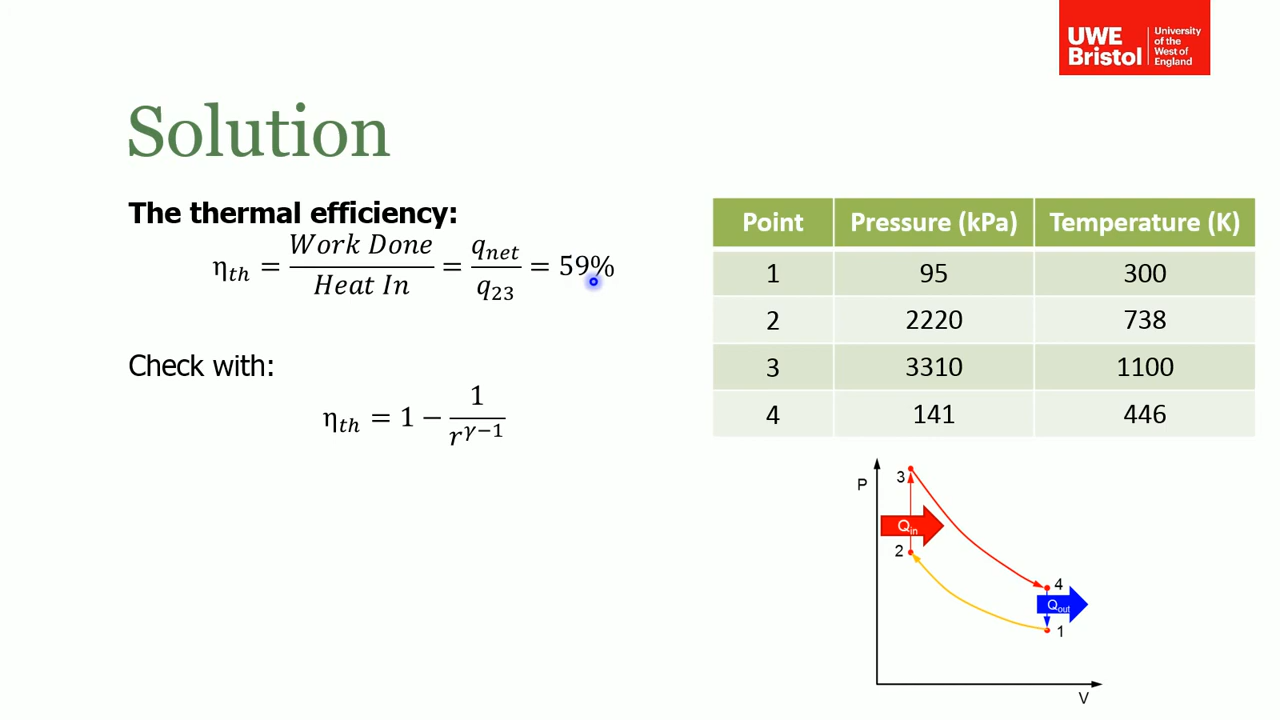 UWE Bristol
University of the West of England
Solution
The thermal efficiency:
η_th = Work Done / Heat In = q_net / q_23 = 59%
Check with:
η_th = 1 − 1 / r^(γ−1)
Point Pressure (kPa) Temperature (K)
1 95 300
2 2220 738
3 3310 1100
4 141 446
P
3
Q_in
2
4
Q_out
1
V